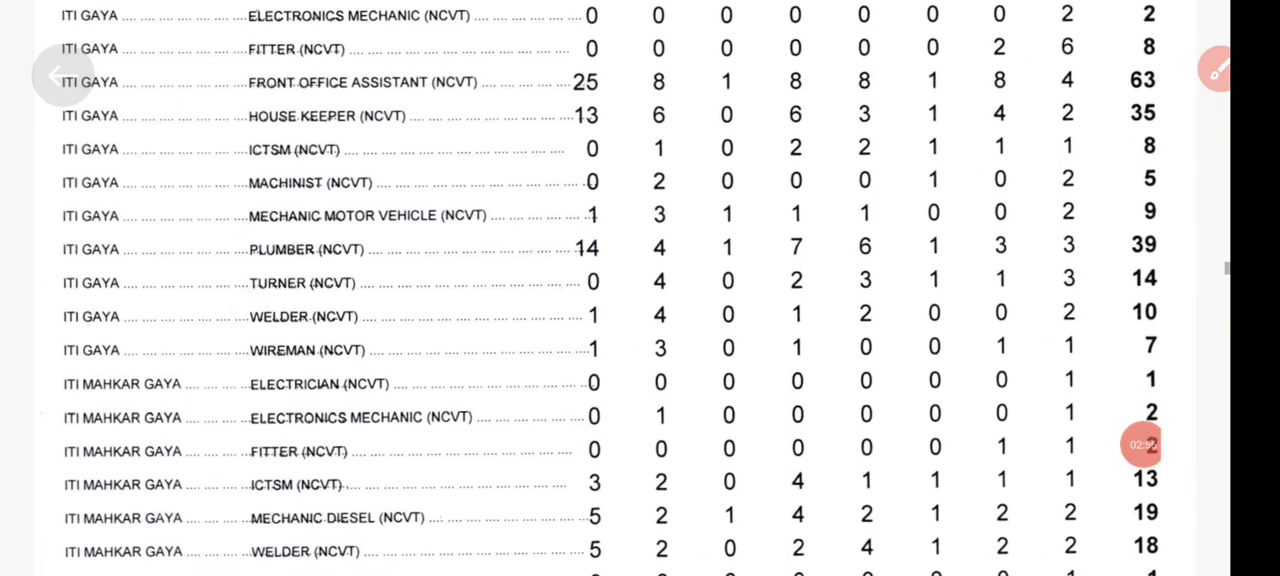 ITI GAYA .... .... .... .... .... .... .... ELECTRONICS MECHANIC (NCVT) .... .... .... .... .... 0 0 0 0 0 0 0 2 2
ITI GAYA .... .... .... .... .... .... .... FITTER (NCVT) .... .... .... .... .... .... .... .... .... 0 0 0 0 0 0 2 6 8
ITI GAYA .... .... .... .... .... .... .... FRONT OFFICE ASSISTANT (NCVT) .... .... .... .... .... 25 8 1 8 8 1 8 4 63
ITI GAYA .... .... .... .... .... .... .... HOUSE KEEPER (NCVT) .... .... .... .... .... .... .... 13 6 0 6 3 1 4 2 35
ITI GAYA .... .... .... .... .... .... .... ICTSM (NCVT) .... .... .... .... .... .... .... .... .... 0 1 0 2 2 1 1 1 8
ITI GAYA .... .... .... .... .... .... .... MACHINIST (NCVT) .... .... .... .... .... .... .... .... 0 2 0 0 0 1 0 2 5
ITI GAYA .... .... .... .... .... .... .... MECHANIC MOTOR VEHICLE (NCVT) .... .... .... .... .... 1 3 1 1 1 0 0 2 9
ITI GAYA .... .... .... .... .... .... .... PLUMBER (NCVT) .... .... .... .... .... .... .... .... 14 4 1 7 6 1 3 3 39
ITI GAYA .... .... .... .... .... .... .... TURNER (NCVT) .... .... .... .... .... .... .... .... .... 0 4 0 2 3 1 1 3 14
ITI GAYA .... .... .... .... .... .... .... WELDER (NCVT) .... .... .... .... .... .... .... .... .... 1 4 0 1 2 0 0 2 10
ITI GAYA .... .... .... .... .... .... .... WIREMAN (NCVT) .... .... .... .... .... .... .... .... 1 3 0 1 0 0 1 1 7
ITI MAHKAR GAYA .... .... .... .... ELECTRICIAN (NCVT) .... .... .... .... .... .... .... .... 0 0 0 0 0 0 0 1 1
ITI MAHKAR GAYA .... .... .... .... ELECTRONICS MECHANIC (NCVT) .... .... .... .... .... 0 1 0 0 0 0 0 1 2
ITI MAHKAR GAYA .... .... .... .... FITTER (NCVT) .... .... .... .... .... .... .... .... .... 0 0 0 0 0 0 1 1 2
ITI MAHKAR GAYA .... .... .... .... ICTSM (NCVT) .... .... .... .... .... .... .... .... .... 3 2 0 4 1 1 1 1 13
ITI MAHKAR GAYA .... .... .... .... MECHANIC DIESEL (NCVT) .... .... .... .... .... .... .... 5 2 1 4 2 1 2 2 19
ITI MAHKAR GAYA .... .... .... .... WELDER (NCVT) .... .... .... .... .... .... .... .... .... 5 2 0 2 4 1 2 2 18